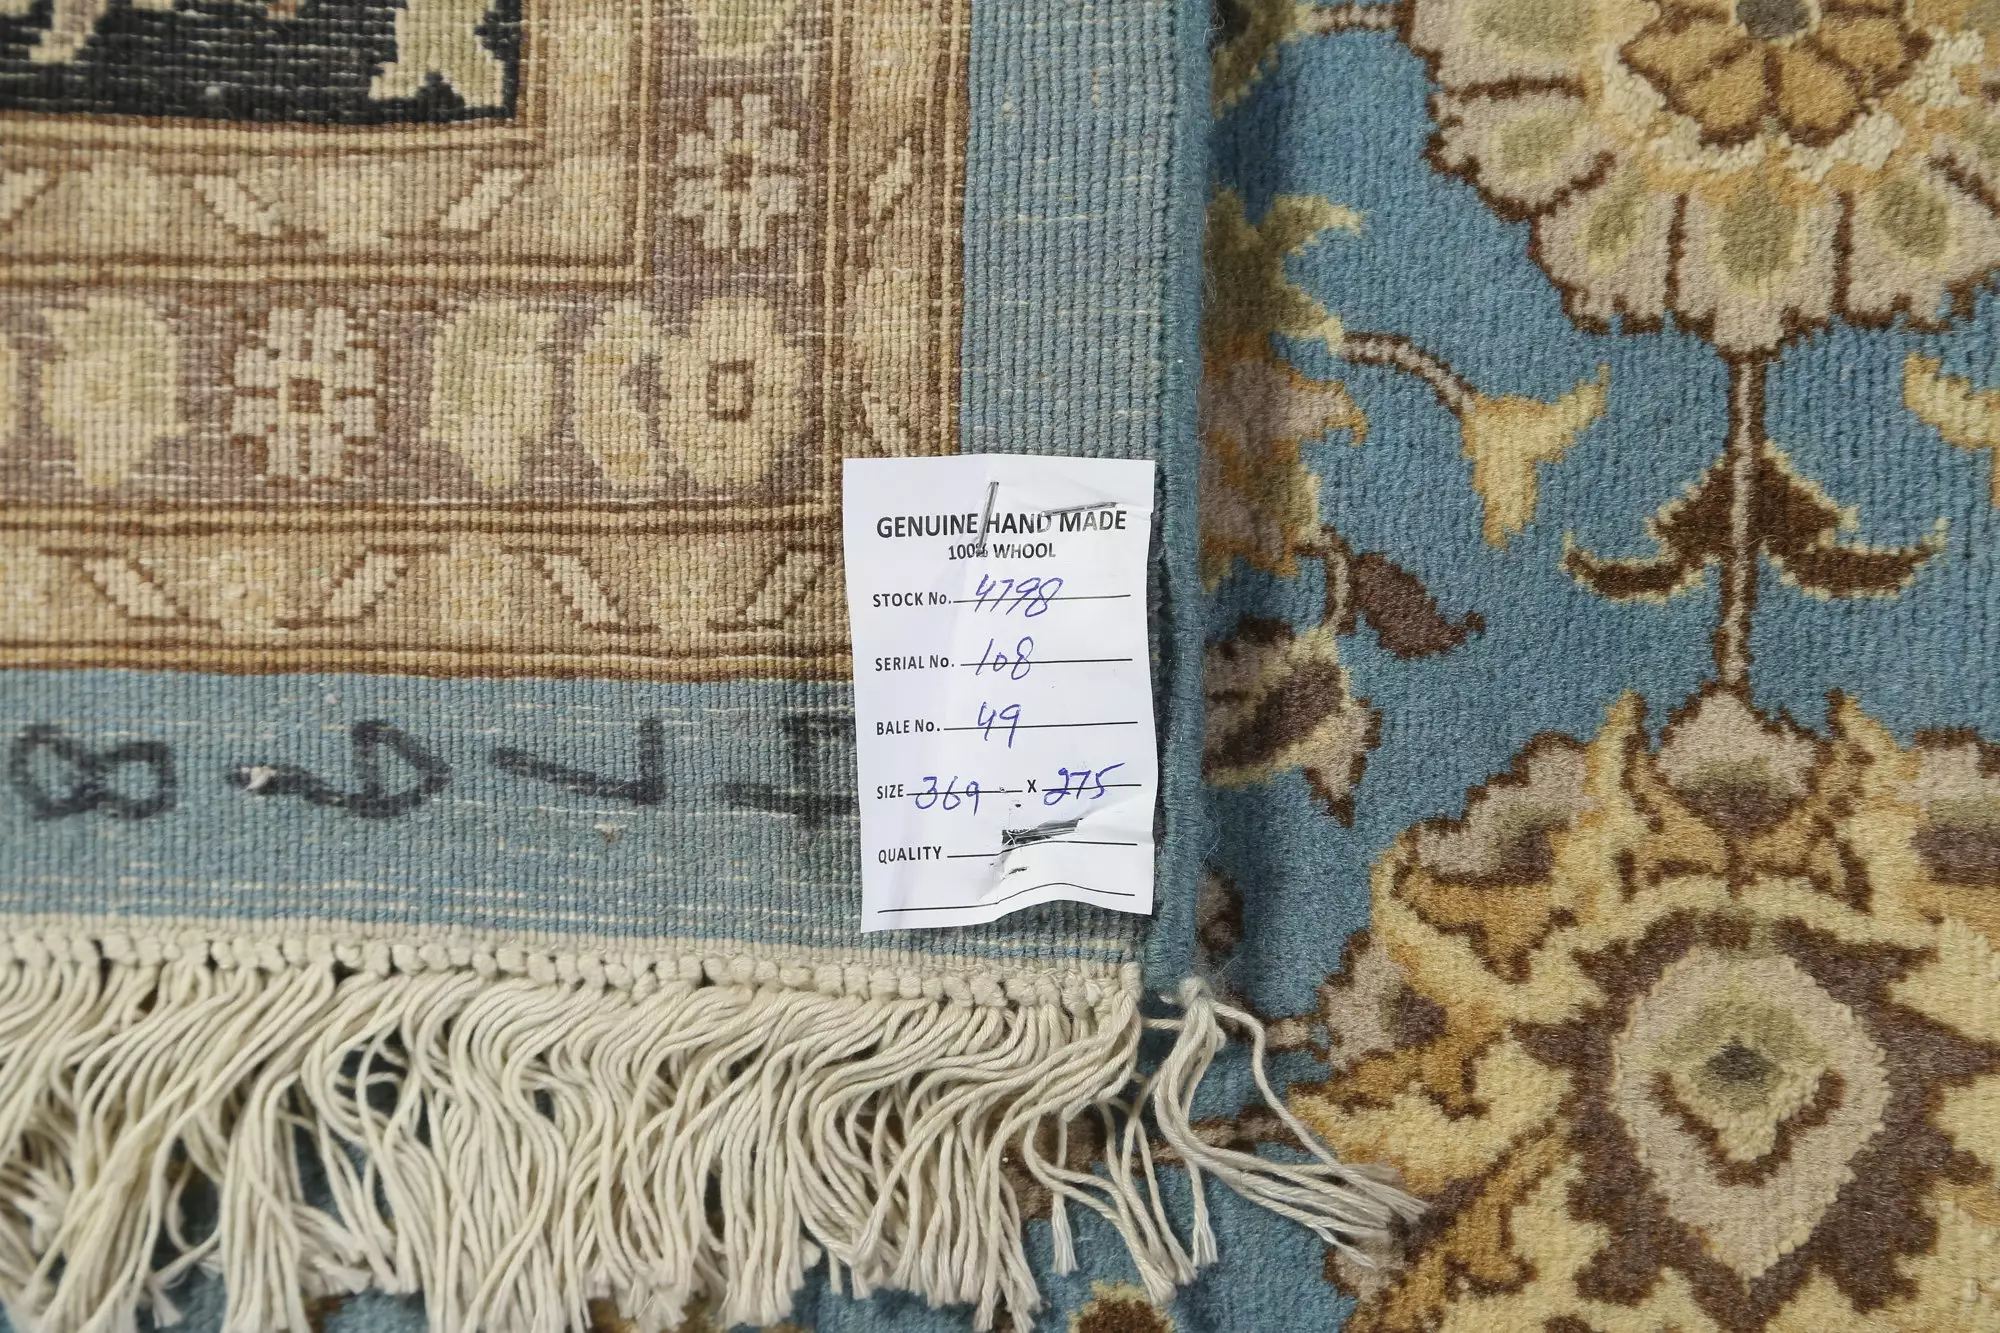 GENUINE HAND MADE
100% WHOOL
STOCK No. 4798
SERIAL No. 108
BALE No. 49
SIZE 369 X 275
QUALITY